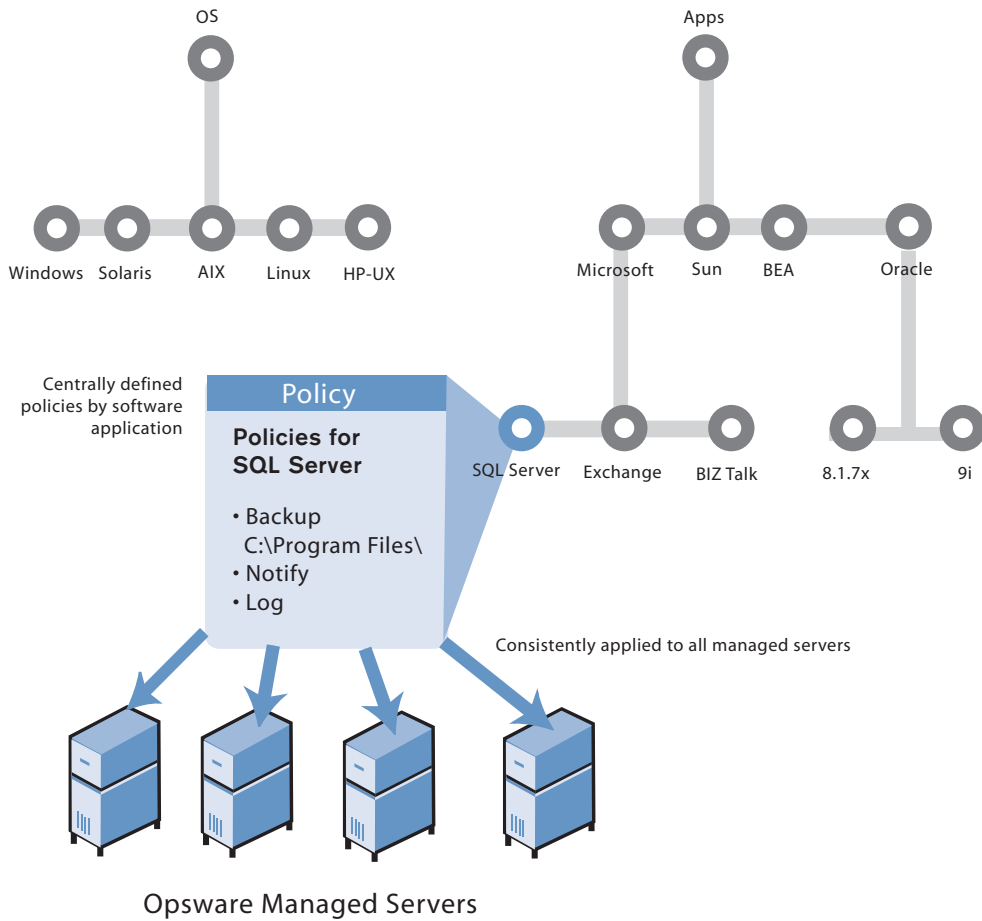 OS
Apps
Windows
Solaris
AIX
Linux
HP-UX
Microsoft
Sun
BEA
Oracle
Centrally defined
policies by software
application
Policy
Policies for
SQL Server
• Backup
C:\Program Files\
• Notify
• Log
SQL Server
Exchange
BIZ Talk
8.1.7x
9i
Consistently applied to all managed servers
Opsware Managed Servers